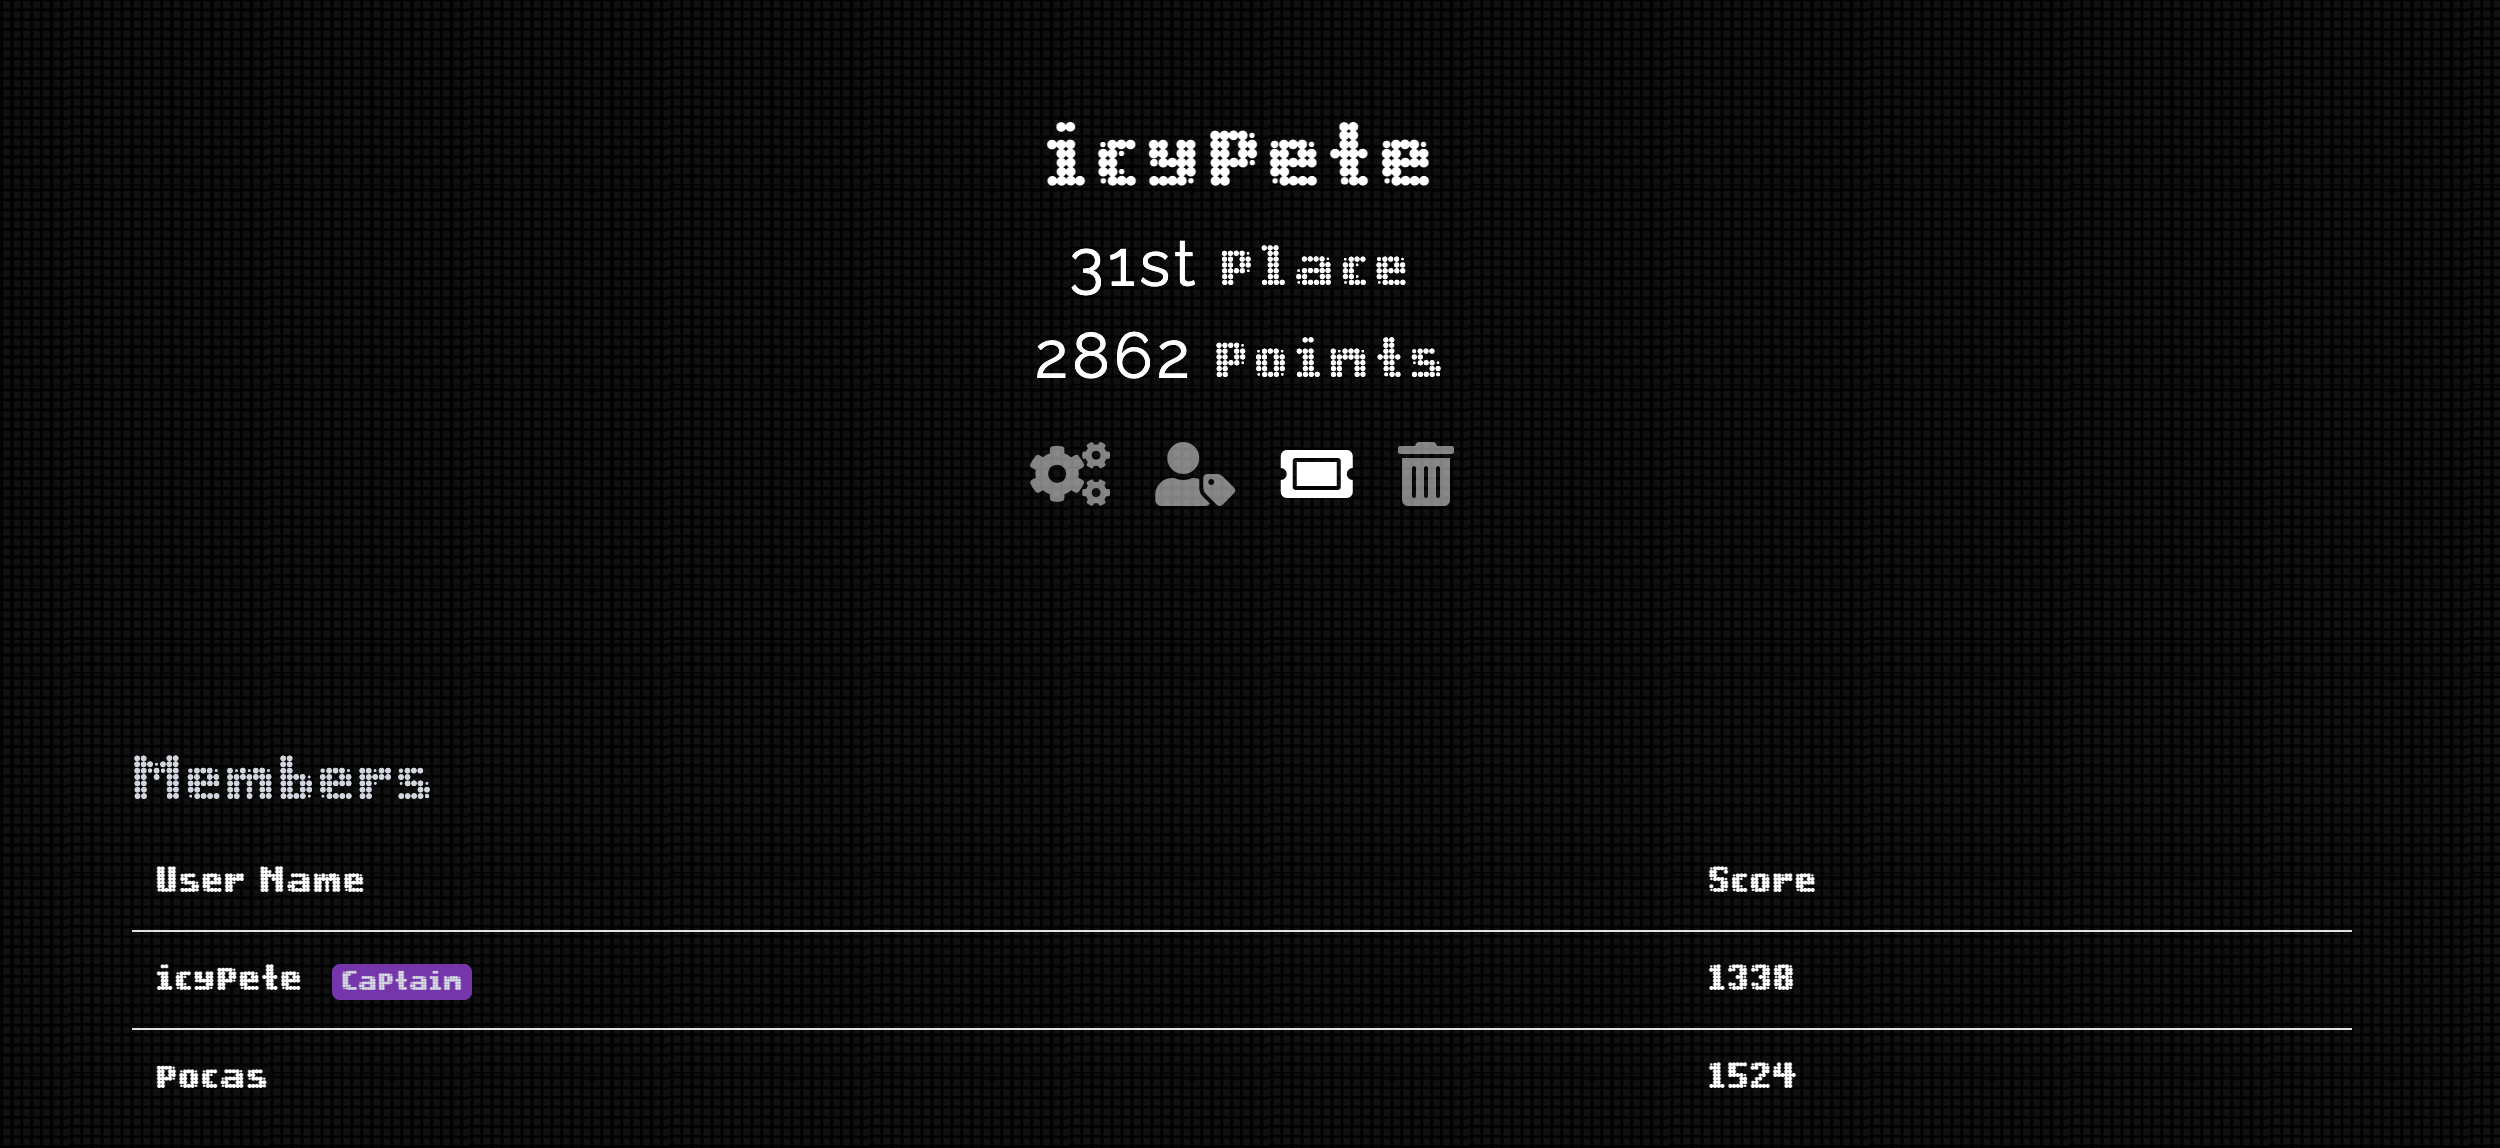 icyPete
31st Place
2862 Points
Members
User Name Score
icyPete Captain 1338
Pocas 1524